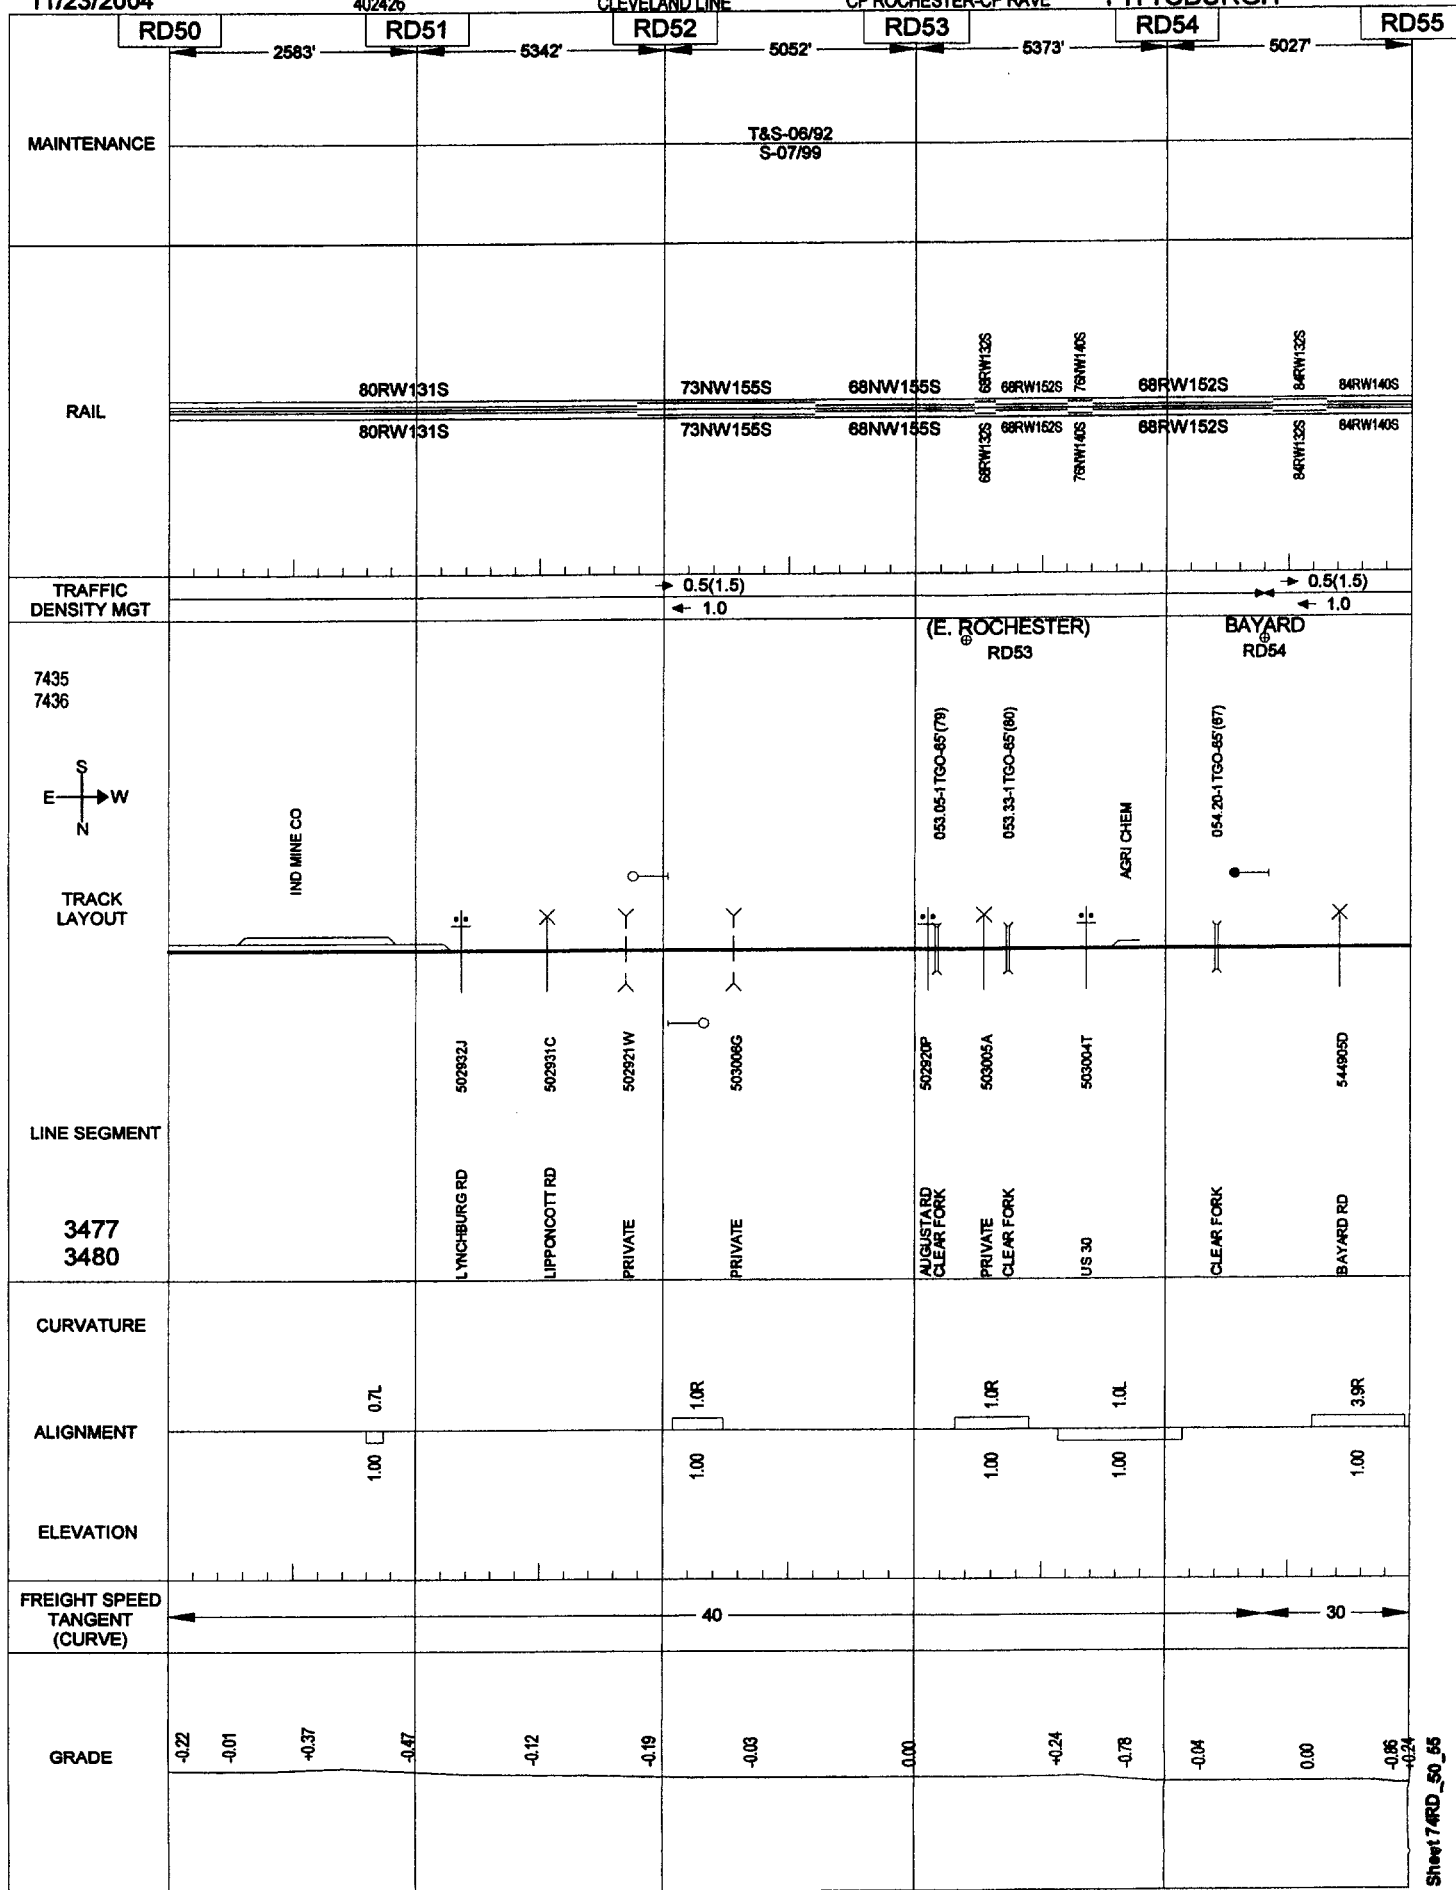 11/23/2004 402426 CLEVELAND LINE CP ROCHESTER-CP RAVE PITTSBURGH
RD50 RD51 RD52 RD53 RD54 RD55
2583' 5342' 5052' 5373' 5027'
MAINTENANCE
T&S-06/92
S-07/99
RAIL
80RW131S 73NW155S 68NW155S 68RW132S 68RW152S 76NW140S 68RW152S 84RW132S 84RW140S
80RW131S 73NW155S 68NW155S 68RW132S 68RW152S 76NW140S 68RW152S 84RW132S 84RW140S
TRAFFIC
DENSITY MGT
0.5(1.5) 0.5(1.5)
1.0 1.0
(E. ROCHESTER) BAYARD
RD53 RD54
7435
7436
S
E W
N
TRACK
LAYOUT
IND MINE CO
053.05-1TGO-65'(79)
053.33-1TGO-65'(80)
AGRI CHEM
054.20-1TGO-85'(67)
502932J
502931C
502921W
503006G
502920P
503005A
503004T
544905D
LINE SEGMENT
3477
3480
LYNCHBURG RD
LIPPONCOTT RD
PRIVATE
PRIVATE
AUGUSTA RD
CLEAR FORK
PRIVATE
CLEAR FORK
US 30
CLEAR FORK
BAYARD RD
CURVATURE
0.7L 1.0R 1.0R 1.0L 3.9R
ALIGNMENT
1.00 1.00 1.00 1.00 1.00
ELEVATION
FREIGHT SPEED
TANGENT
(CURVE)
40 30
GRADE
-0.22 -0.01 +0.37 -0.47 -0.12 -0.19 -0.03 0.00 +0.24 -0.78 -0.04 0.00 -0.86 +0.24
Sheet 74RD_50_55